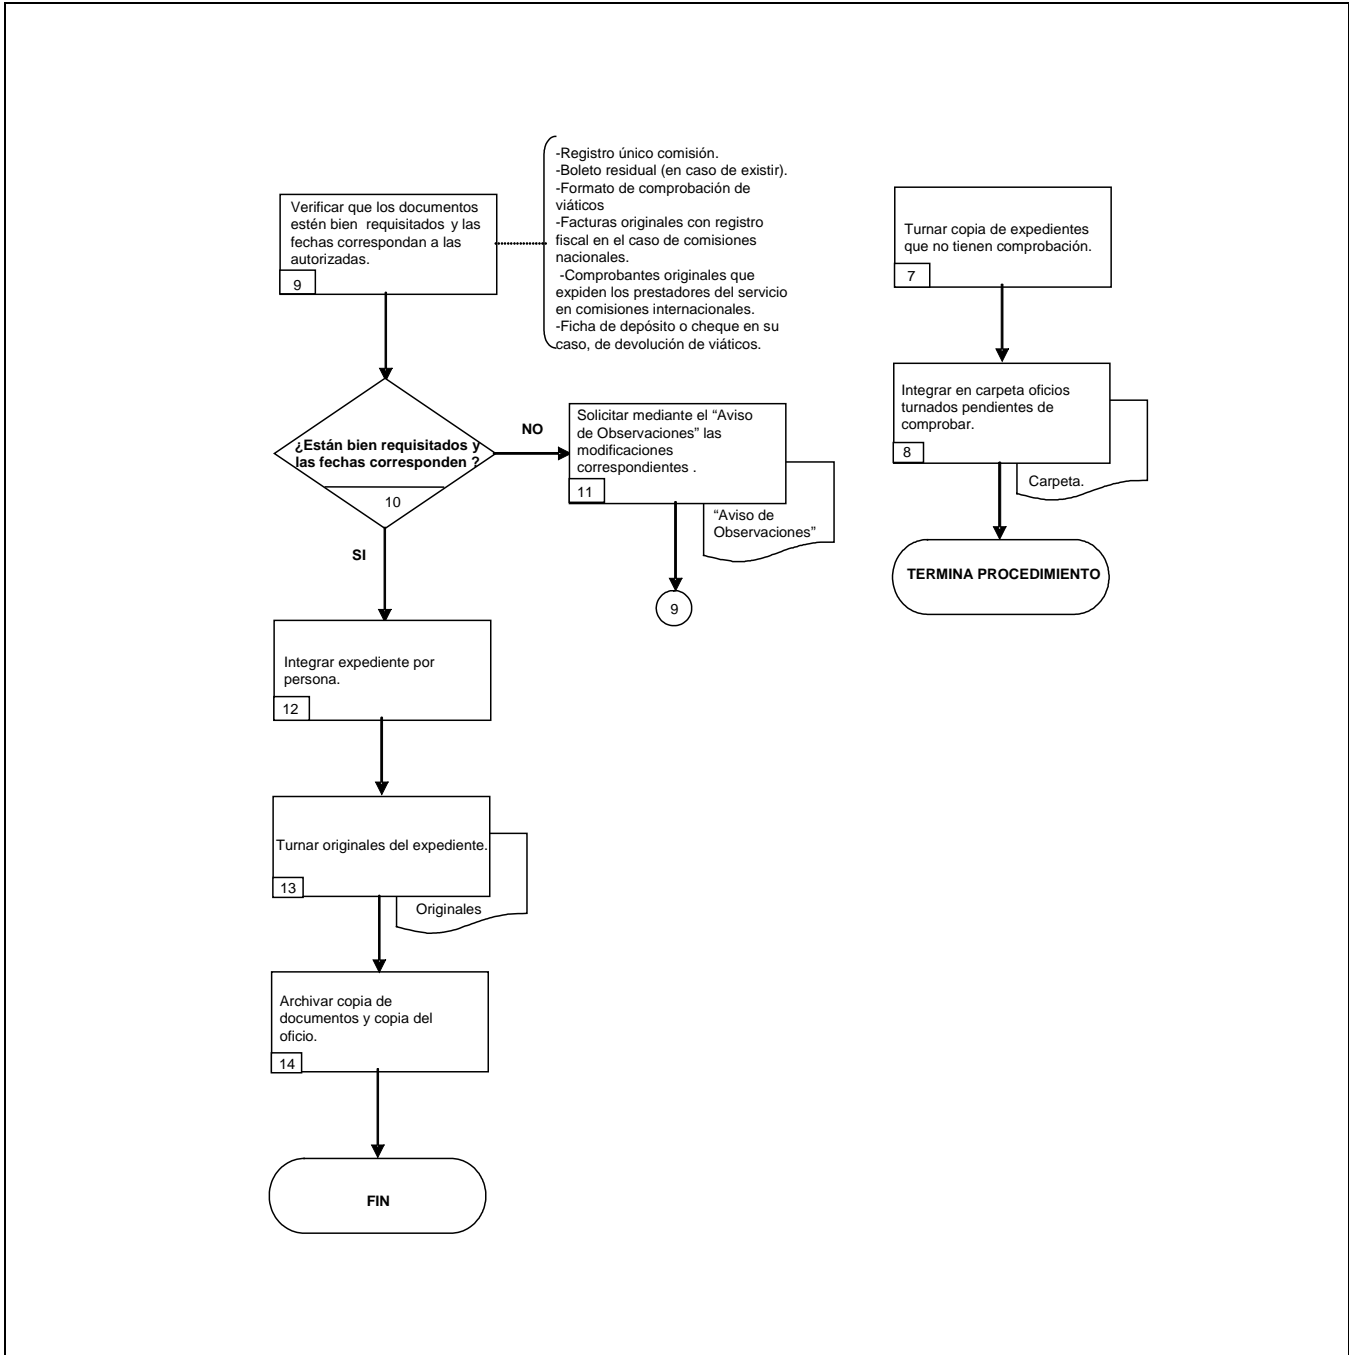 -Registro único comisión.
-Boleto residual (en caso de existir).
-Formato de comprobación de
viáticos
-Facturas originales con registro
fiscal en el caso de comisiones
nacionales.
-Comprobantes originales que
expiden los prestadores del servicio
en comisiones internacionales.
-Ficha de depósito o cheque en su
caso, de devolución de viáticos.
Verificar que los documentos
estén bien requisitados y las
fechas correspondan a las
autorizadas.
9
¿Están bien requisitados y
las fechas corresponden ?
10
NO
SI
Solicitar mediante el “Aviso
de Observaciones” las
modificaciones
correspondientes .
11
“Aviso de
Observaciones”
9
Integrar expediente por
persona.
12
Turnar originales del expediente.
13
Originales
Archivar copia de
documentos y copia del
oficio.
14
FIN
Turnar copia de expedientes
que no tienen comprobación.
7
Integrar en carpeta oficios
turnados pendientes de
comprobar.
8
Carpeta.
TERMINA PROCEDIMIENTO